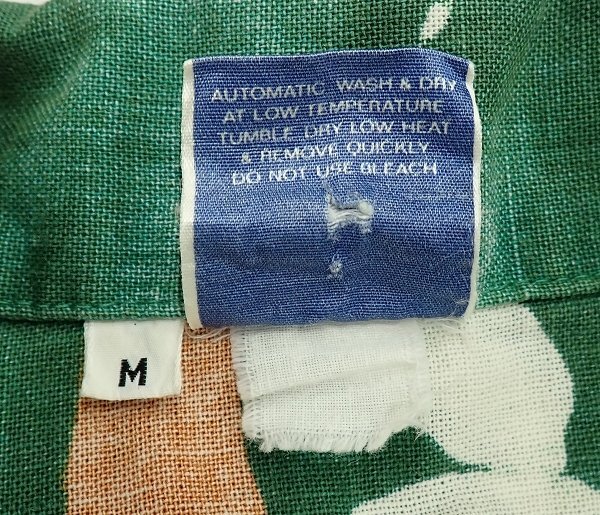 AUTOMATIC WASH & DRY
AT LOW TEMPERATURE
TUMBLE DRY LOW HEAT
& REMOVE QUICKLY
DO NOT USE BLEACH
M